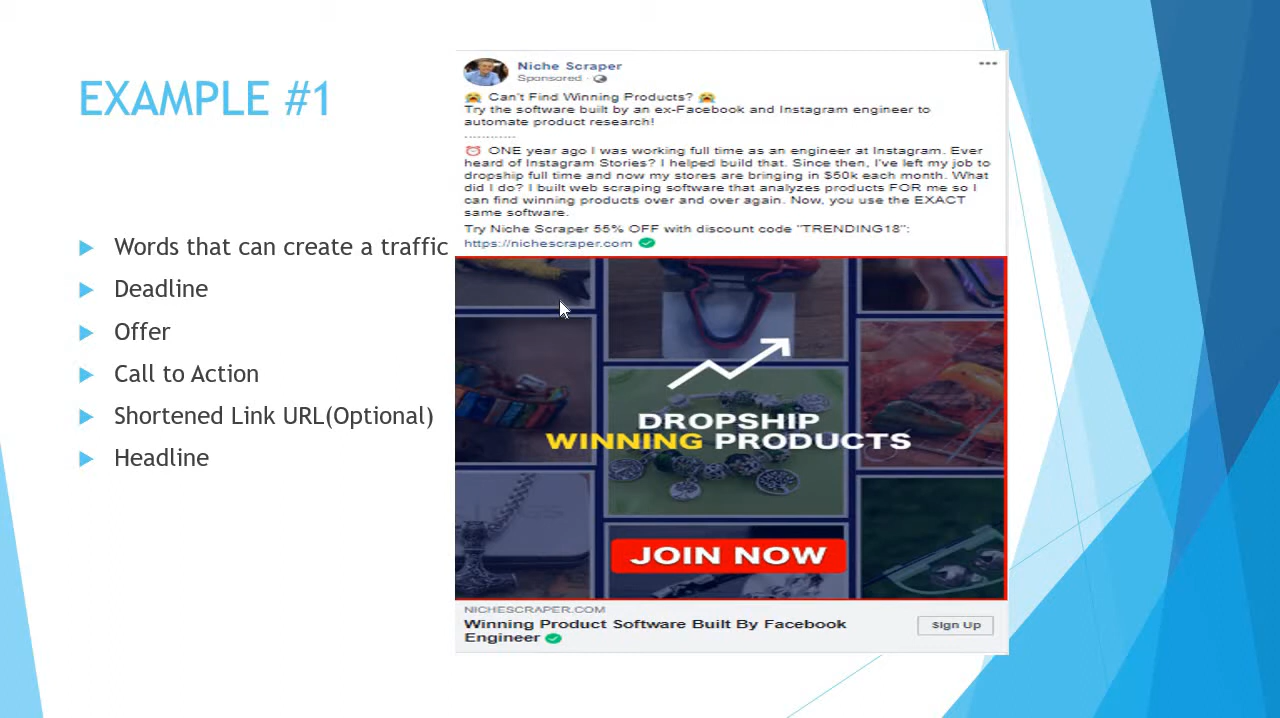 EXAMPLE #1
Words that can create a traffic
Deadline
Offer
Call to Action
Shortened Link URL(Optional)
Headline
Niche Scraper
Sponsored ·
😭 Can't Find Winning Products? 😭
Try the software built by an ex-Facebook and Instagram engineer to
automate product research!
------------
⏰ ONE year ago I was working full time as an engineer at Instagram. Ever
heard of Instagram Stories? I helped build that. Since then, I've left my job to
dropship full time and now my stores are bringing in $50k each month. What
did I do? I built web scraping software that analyzes products FOR me so I
can find winning products over and over again. Now, you use the EXACT
same software.
Try Niche Scraper 55% OFF with discount code "TRENDING18":
https://nichescraper.com
DROPSHIP
WINNING PRODUCTS
JOIN NOW
NICHESCRAPER.COM
Winning Product Software Built By Facebook
Engineer
Sign Up